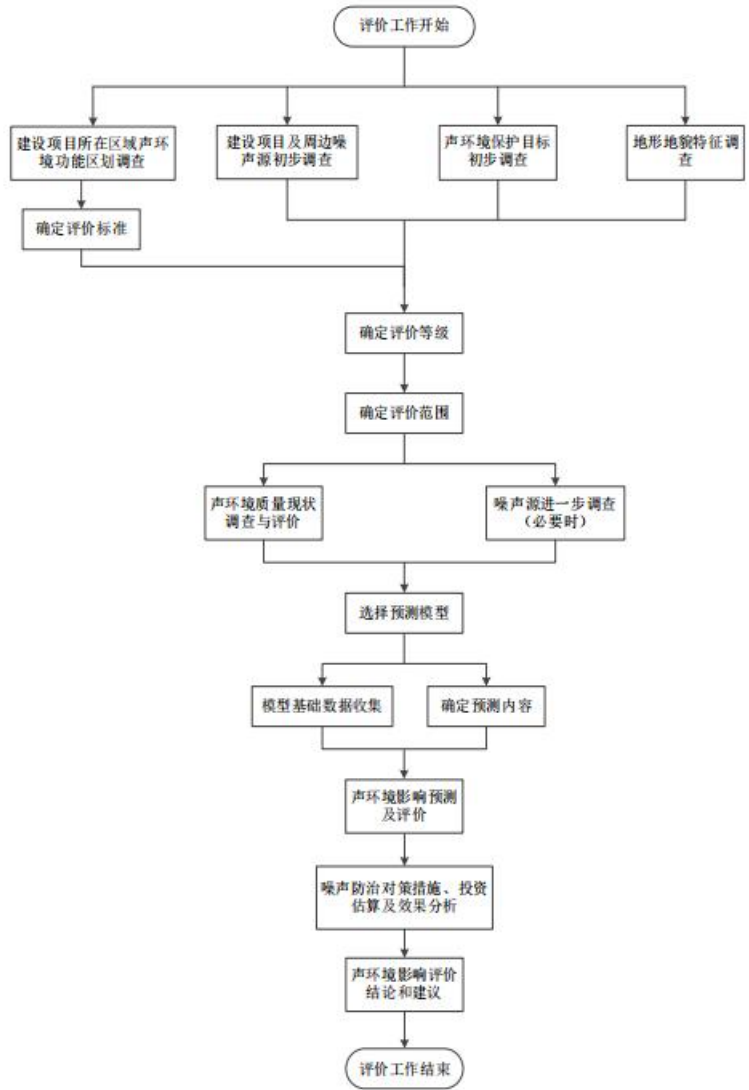 评价工作开始
建设项目所在区域声环
境功能区划调查
建设项目及周边噪
声源初步调查
声环境保护目标
初步调查
地形地貌特征调
查
确定评价标准
确定评价等级
确定评价范围
声环境质量现状
调查与评价
噪声源进一步调查
（必要时）
选择预测模型
模型基础数据收集
确定预测内容
声环境影响预测
及评价
噪声防治对策措施、投资
估算及效果分析
声环境影响评价
结论和建议
评价工作结束